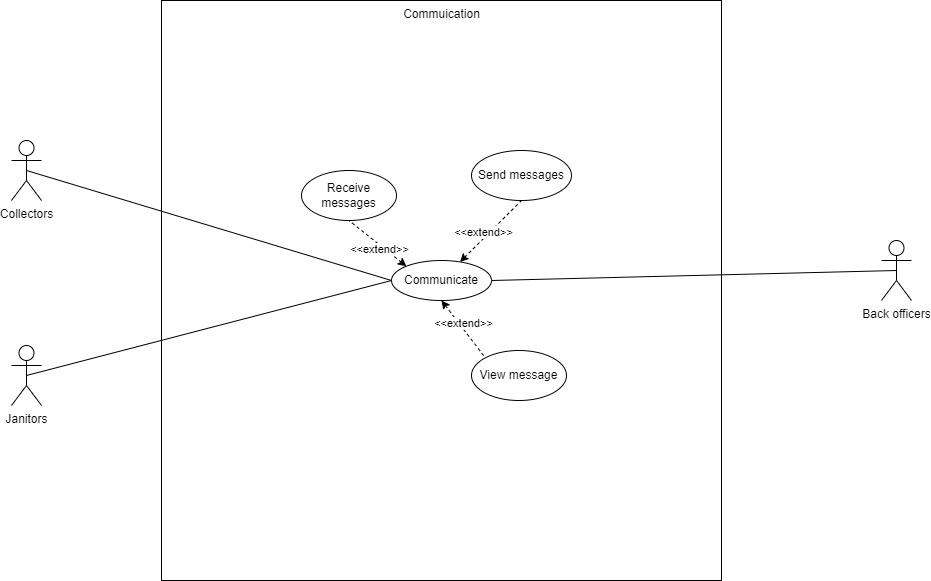 Commuication
Collectors
Receive
messages
Send messages
<<extend>>
<<extend>>
Communicate
Back officers
<<extend>>
View message
Janitors